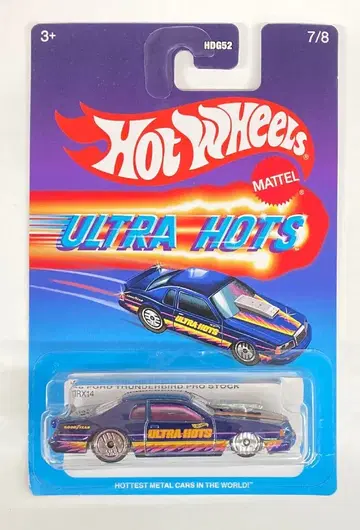 3+
HDG52
7/8
Hot Wheels
®
MATTEL
ULTRA HOTS
ULTRA HOTS
FORD THUNDERBIRD PRO STOCK
ULTRA HOTS
GOODYEAR
HOTTEST METAL CARS IN THE WORLD!™